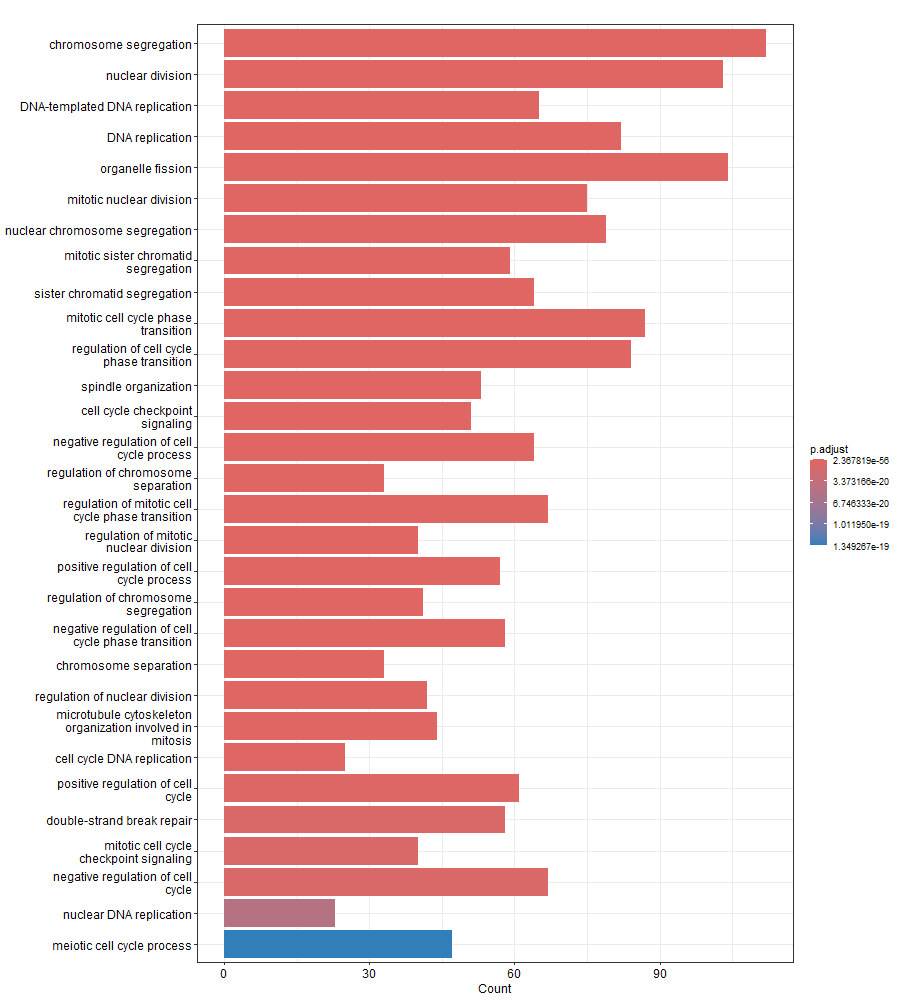 chromosome segregation
nuclear division
DNA-templated DNA replication
DNA replication
organelle fission
mitotic nuclear division
nuclear chromosome segregation
mitotic sister chromatid
segregation
sister chromatid segregation
mitotic cell cycle phase
transition
regulation of cell cycle
phase transition
spindle organization
cell cycle checkpoint
signaling
negative regulation of cell
cycle process
regulation of chromosome
separation
regulation of mitotic cell
cycle phase transition
regulation of mitotic
nuclear division
positive regulation of cell
cycle process
regulation of chromosome
segregation
negative regulation of cell
cycle phase transition
chromosome separation
regulation of nuclear division
microtubule cytoskeleton
organization involved in
mitosis
cell cycle DNA replication
positive regulation of cell
cycle
double-strand break repair
mitotic cell cycle
checkpoint signaling
negative regulation of cell
cycle
nuclear DNA replication
meiotic cell cycle process
0 30 60 90
Count
p.adjust
2.367819e-56
3.373166e-20
6.746333e-20
1.011950e-19
1.349267e-19